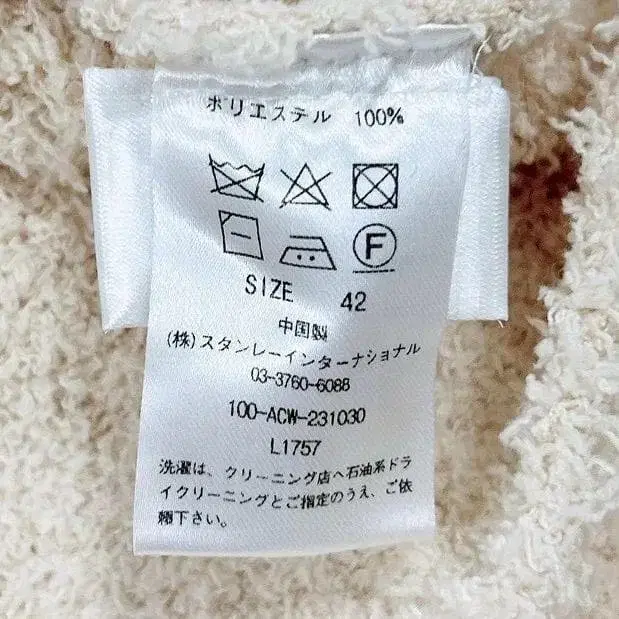 ポリエステル 100%
F
SIZE 42
中国製
(株)スタンレーインターナショナル
03-3760-6088
100-ACW-231030
L1757
洗濯は、クリーニング店へ石油系ドラ
イクリーニングとご指定のうえ、ご依
頼下さい。